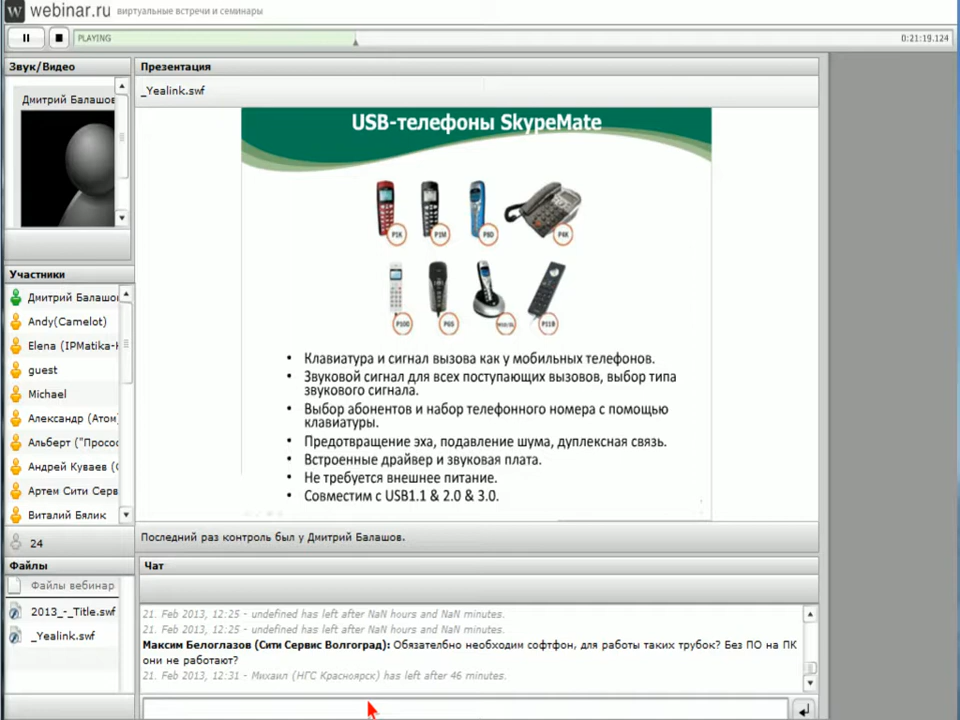 webinar.ru виртуальные встречи и семинары
PLAYING 0:21:19.124
Звук/Видео
Дмитрий Балашов
Участники
Дмитрий Балашов
Andy(Camelot)
Elena (IPMatika-
guest
Michael
Александр (Атом
Альберт ("Просо
Андрей Куваев (
Артем Сити Серв
Виталий Бялик
24
Файлы
Файлы вебинар
2013_-_Title.swf
_Yealink.swf
Презентация
_Yealink.swf
USB-телефоны SkypeMate
P1K P1M P8D P4K
P100 P6S P11B
• Клавиатура и сигнал вызова как у мобильных телефонов.
• Звуковой сигнал для всех поступающих вызовов, выбор типа
звукового сигнала.
• Выбор абонентов и набор телефонного номера с помощью
клавиатуры.
• Предотвращение эха, подавление шума, дуплексная связь.
• Встроенные драйвер и звуковая плата.
• Не требуется внешнее питание.
• Совместим с USB1.1 & 2.0 & 3.0.
Последний раз контроль был у Дмитрий Балашов.
Чат
21. Feb 2013, 12:25 - undefined has left after NaN hours and NaN minutes.
21. Feb 2013, 12:25 - undefined has left after NaN hours and NaN minutes.
Максим Белоглазов (Сити Сервис Волгоград): Обязателбно необходим софтфон, для работы таких трубок? Без ПО на ПК
они не работают?
21. Feb 2013, 12:31 - Михаил (НГС Красноярск) has left after 46 minutes.